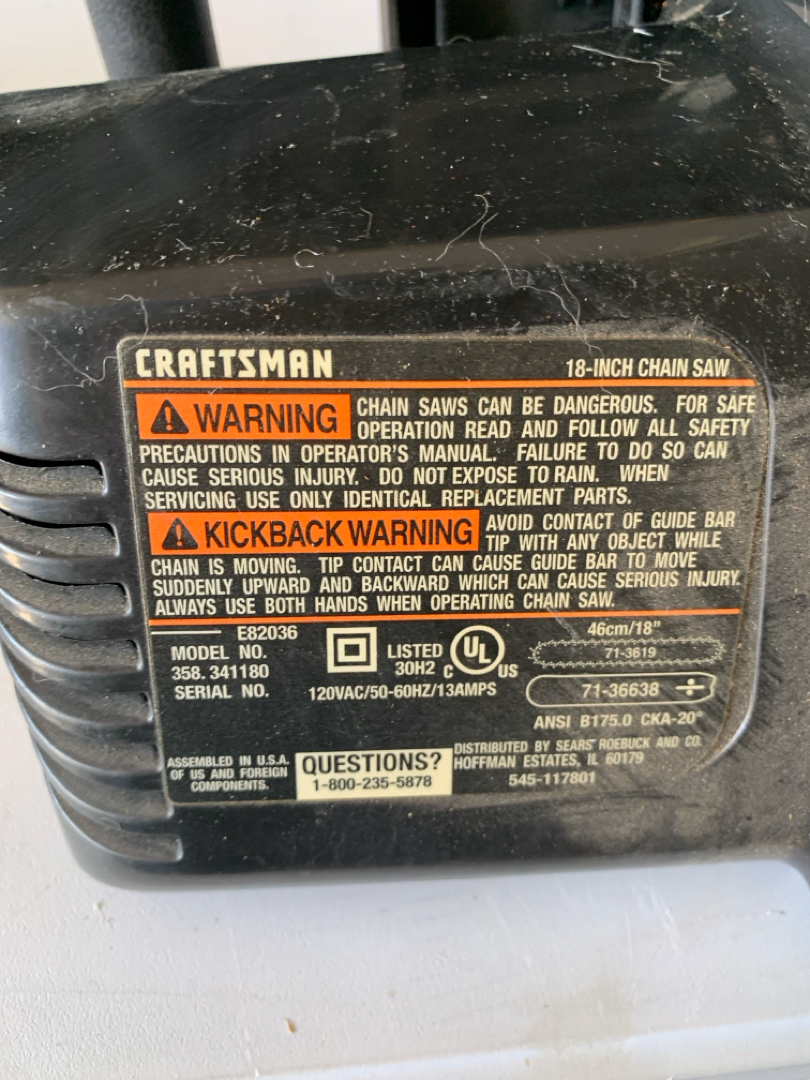 CRAFTSMAN 18-INCH CHAIN SAW
WARNING CHAIN SAWS CAN BE DANGEROUS. FOR SAFE
OPERATION READ AND FOLLOW ALL SAFETY
PRECAUTIONS IN OPERATOR'S MANUAL. FAILURE TO DO SO CAN
CAUSE SERIOUS INJURY. DO NOT EXPOSE TO RAIN. WHEN
SERVICING USE ONLY IDENTICAL REPLACEMENT PARTS.
KICKBACK WARNING AVOID CONTACT OF GUIDE BAR
TIP WITH ANY OBJECT WHILE
CHAIN IS MOVING. TIP CONTACT CAN CAUSE GUIDE BAR TO MOVE
SUDDENLY UPWARD AND BACKWARD WHICH CAN CAUSE SERIOUS INJURY.
ALWAYS USE BOTH HANDS WHEN OPERATING CHAIN SAW.
E82036
MODEL NO.
358.341180
SERIAL NO.
LISTED
30H2
C UL US
120VAC/50-60HZ/13AMPS
46cm/18"
71-3619
71-36638
ANSI B175.0 CKA-20°
ASSEMBLED IN U.S.A.
OF US AND FOREIGN
COMPONENTS.
QUESTIONS?
1-800-235-5878
DISTRIBUTED BY SEARS ROEBUCK AND CO.
HOFFMAN ESTATES, IL 60179
545-117801